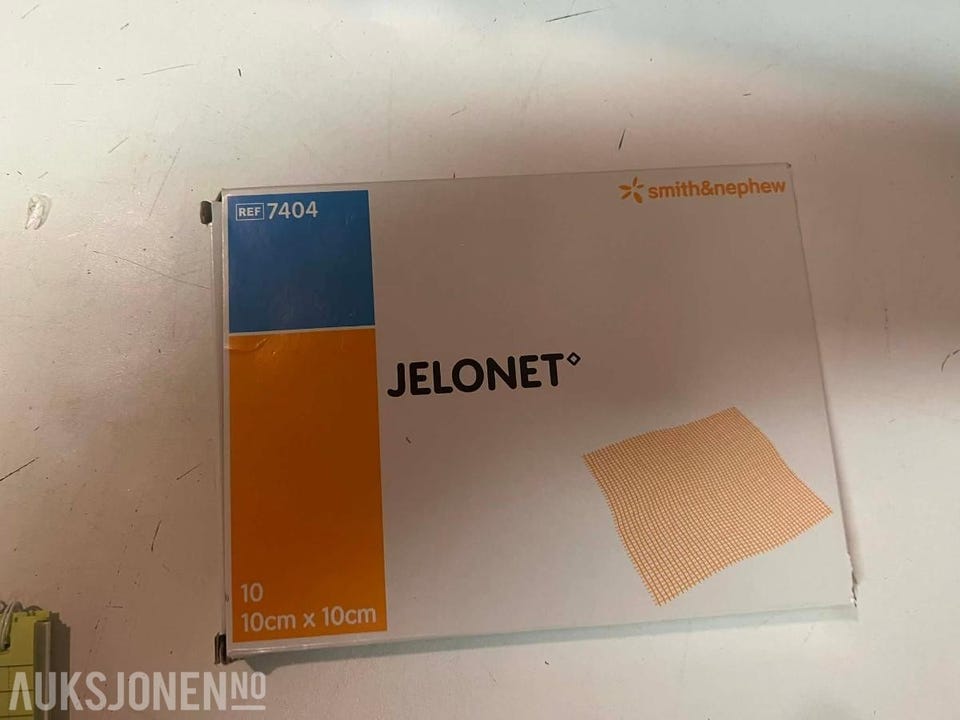 REF 7404
smith&nephew
JELONET◇
10
10cm x 10cm
AUKSJONEN NO